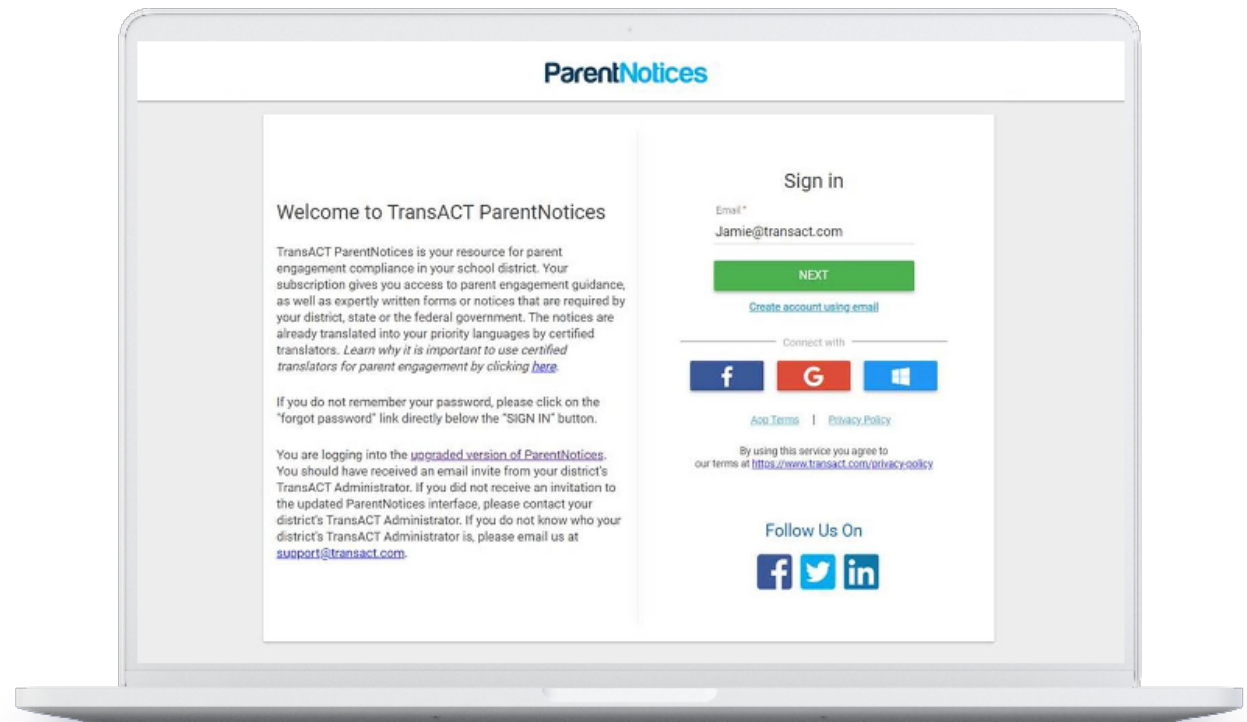 ParentNotices
Welcome to TransACT ParentNotices
TransACT ParentNotices is your resource for parent
engagement compliance in your school district. Your
subscription gives you access to parent engagement guidance,
as well as expertly written forms or notices that are required by
your district, state or the federal government. The notices are
already translated into your priority languages by certified
translators. Learn why it is important to use certified
translators for parent engagement by clicking here.
If you do not remember your password, please click on the
"forgot password" link directly below the "SIGN IN" button.
You are logging into the upgraded version of ParentNotices.
You should have received an email invite from your district's
TransACT Administrator. If you did not receive an invitation to
the updated ParentNotices interface, please contact your
district's TransACT Administrator. If you do not know who your
district's TransACT Administrator is, please email us at
support@transact.com.
Sign in
Email *
Jamie@transact.com
NEXT
Create account using email
Connect with
f
G
App Terms | Privacy Policy
By using this service you agree to
our terms at https://www.transact.com/privacy-policy
Follow Us On
f
in